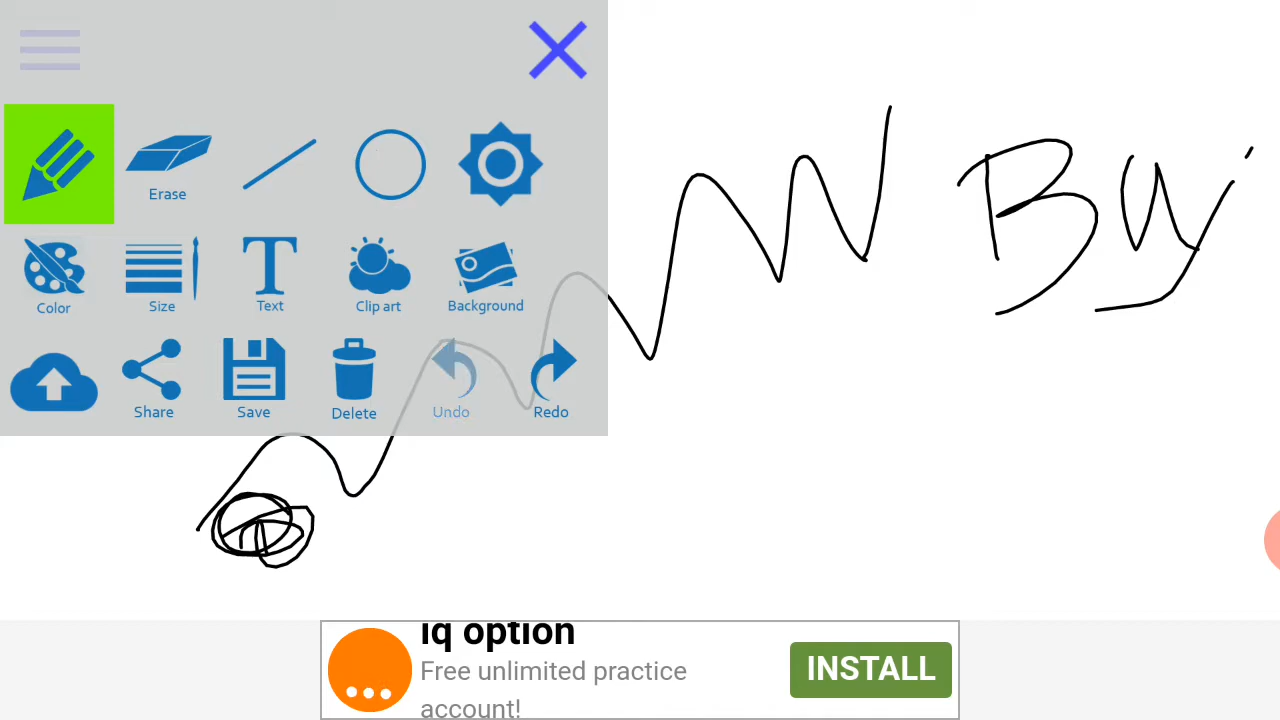 Erase
Color Size Text Clip art Background
Share Save Delete Undo Redo
iq option
Free unlimited practice
account!
INSTALL